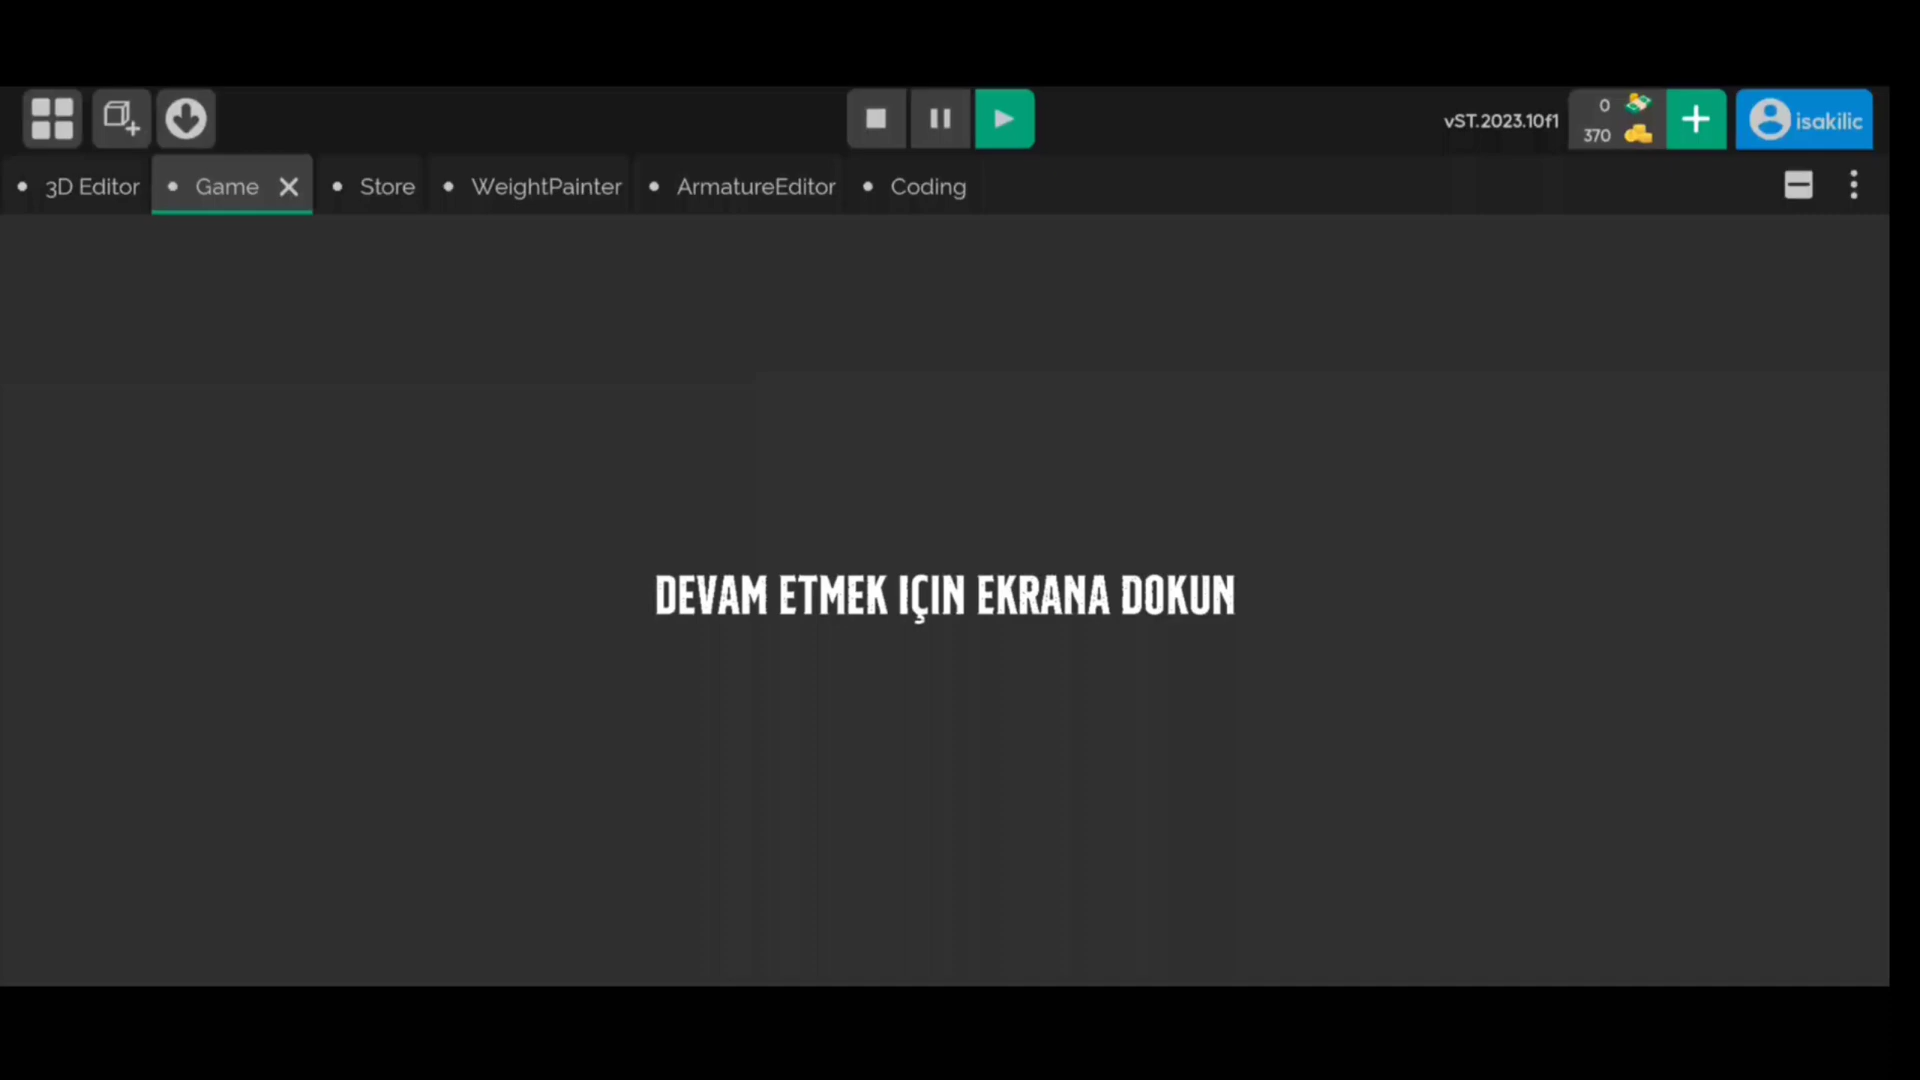 vST.2023.10f1
0
370
isakilic
3D Editor
Game
Store
WeightPainter
ArmatureEditor
Coding
DEVAM ETMEK IÇIN EKRANA DOKUN